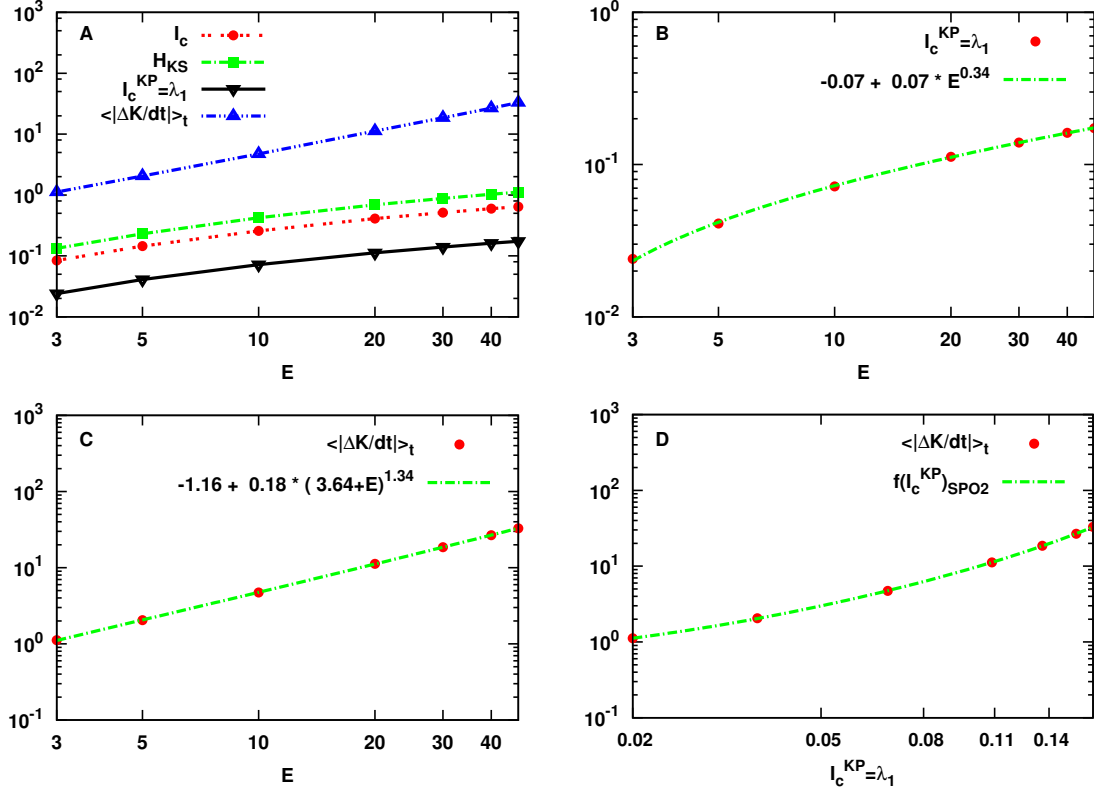 A
I_c
H_KS
I_c^KP=λ_1
<|ΔK/dt|>_t
10^3
10^2
10^1
10^0
10^-1
10^-2
3 5 10 20 30 40
E
B
I_c^KP=λ_1
-0.07 + 0.07 * E^0.34
10^0
10^-1
10^-2
3 5 10 20 30 40
E
C
<|ΔK/dt|>_t
-1.16 + 0.18 * ( 3.64+E)^1.34
10^3
10^2
10^1
10^0
10^-1
3 5 10 20 30 40
E
D
<|ΔK/dt|>_t
f(I_c^KP)_SPO2
10^3
10^2
10^1
10^0
10^-1
0.02 0.05 0.08 0.11 0.14
I_c^KP=λ_1